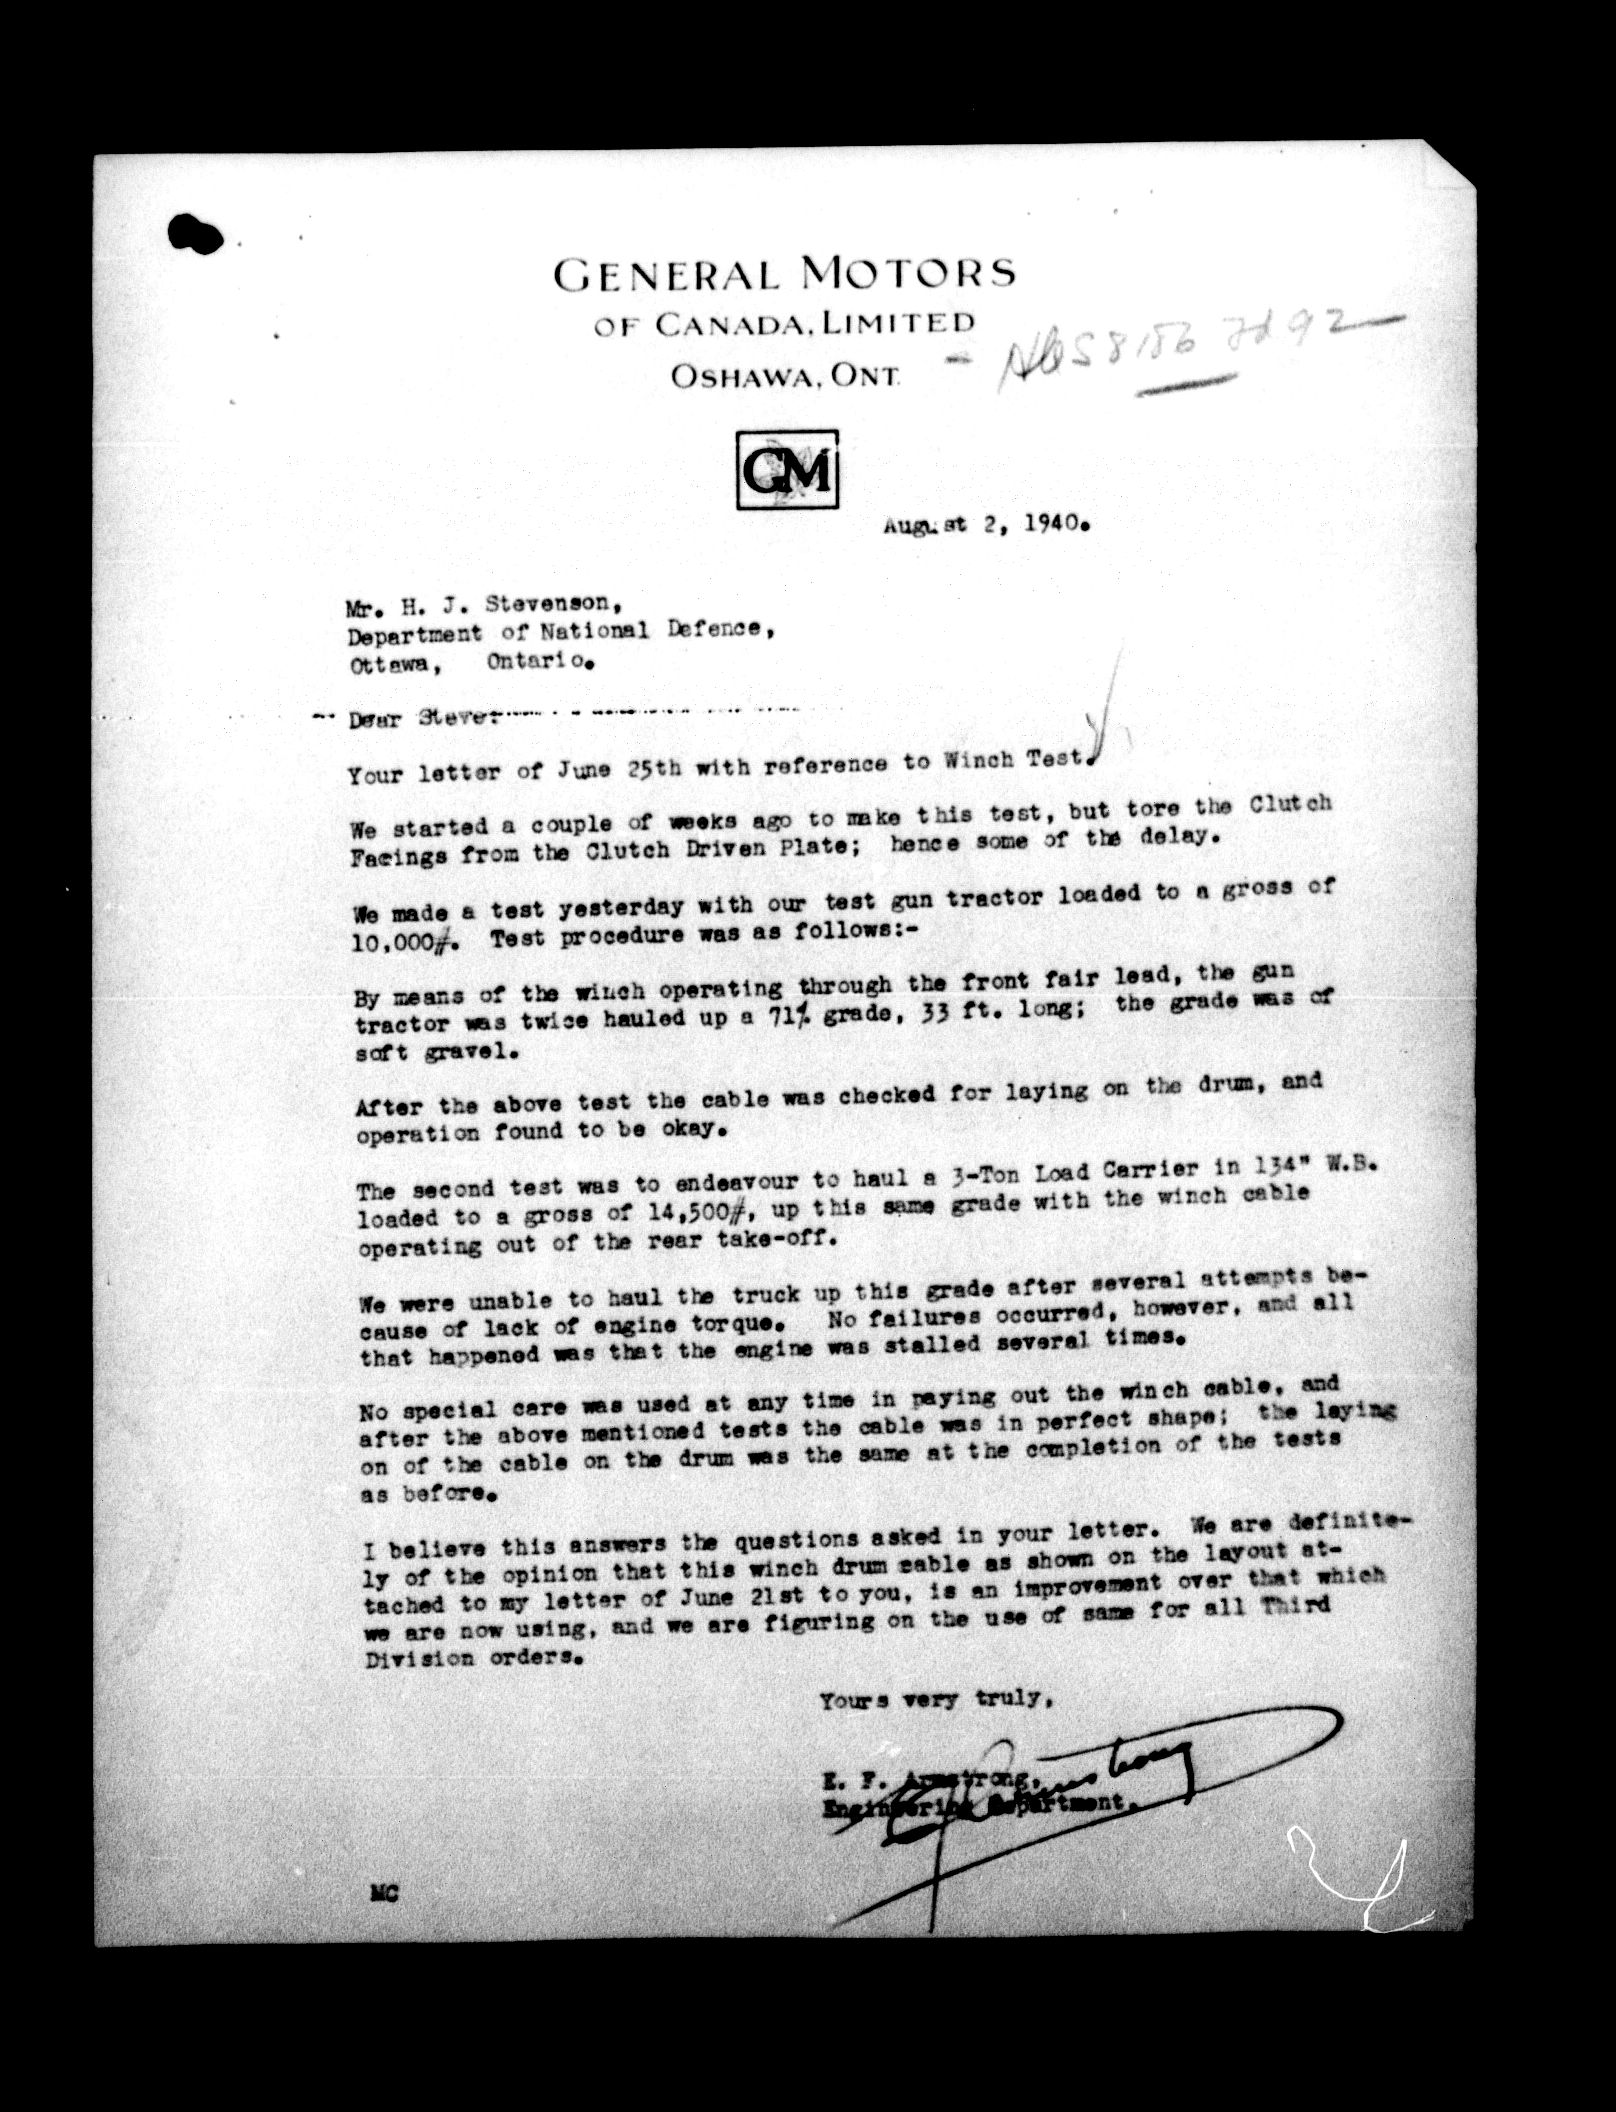 GENERAL MOTORS
OF CANADA, LIMITED
OSHAWA, ONT.
GM
August 2, 1940.
Mr. H. J. Stevenson,
Department of National Defence,
Ottawa, Ontario.
Dear Steve:
Your letter of June 25th with reference to Winch Test.
We started a couple of weeks ago to make this test, but tore the Clutch
Facings from the Clutch Driven Plate; hence some of the delay.
We made a test yesterday with our test gun tractor loaded to a gross of
10,000#. Test procedure was as follows:-
By means of the winch operating through the front fair lead, the gun
tractor was twice hauled up a 71% grade, 33 ft. long; the grade was of
soft gravel.
After the above test the cable was checked for laying on the drum, and
operation found to be okay.
The second test was to endeavour to haul a 3-Ton Load Carrier in 134" W.B.
loaded to a gross of 14,500#, up this same grade with the winch cable
operating out of the rear take-off.
We were unable to haul the truck up this grade after several attempts be-
cause of lack of engine torque. No failures occurred, however, and all
that happened was that the engine was stalled several times.
No special care was used at any time in paying out the winch cable, and
after the above mentioned tests the cable was in perfect shape; the laying
on of the cable on the drum was the same at the completion of the tests
as before.
I believe this answers the questions asked in your letter. We are definite-
ly of the opinion that this winch drum cable as shown on the layout at-
tached to my letter of June 21st to you, is an improvement over that which
we are now using, and we are figuring on the use of same for all Third
Division orders.
Yours very truly,
E. F. Armstrong,
Engineering Department.
MC